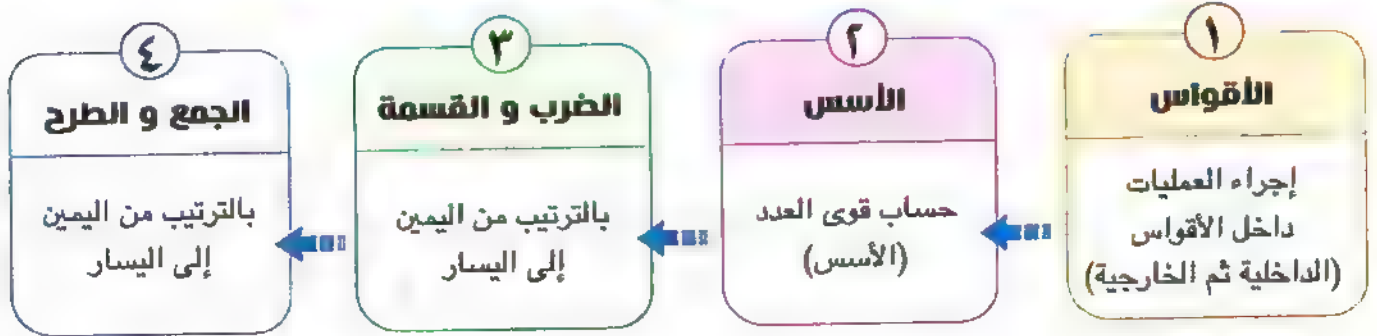 ١
الأقواس
إجراء العمليات
داخل الأقواس
(الداخلية ثم الخارجية)
٢
الأسس
حساب قوى العدد
(الأسس)
٣
الضرب و القسمة
بالترتيب من اليمين
إلى اليسار
٤
الجمع و الطرح
بالترتيب من اليمين
إلى اليسار